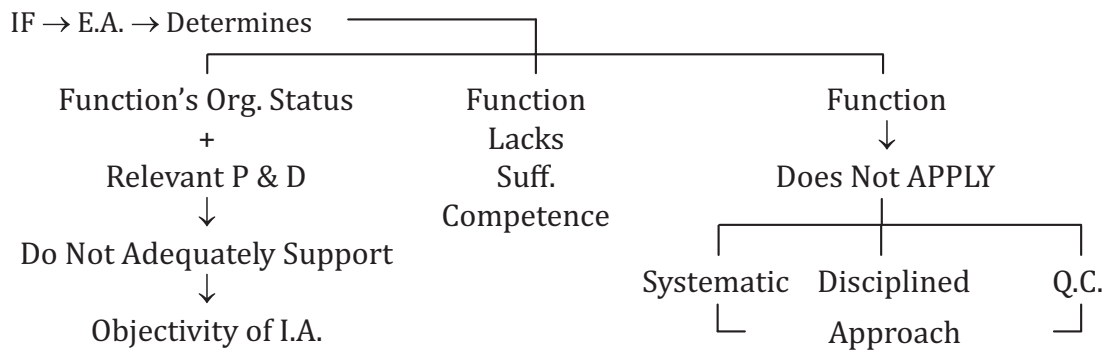 IF → E.A. → Determines
Function's Org. Status
+
Relevant P & D
↓
Do Not Adequately Support
↓
Objectivity of I.A.
Function
Lacks
Suff.
Competence
Function
↓
Does Not APPLY
Systematic Disciplined Q.C.
Approach